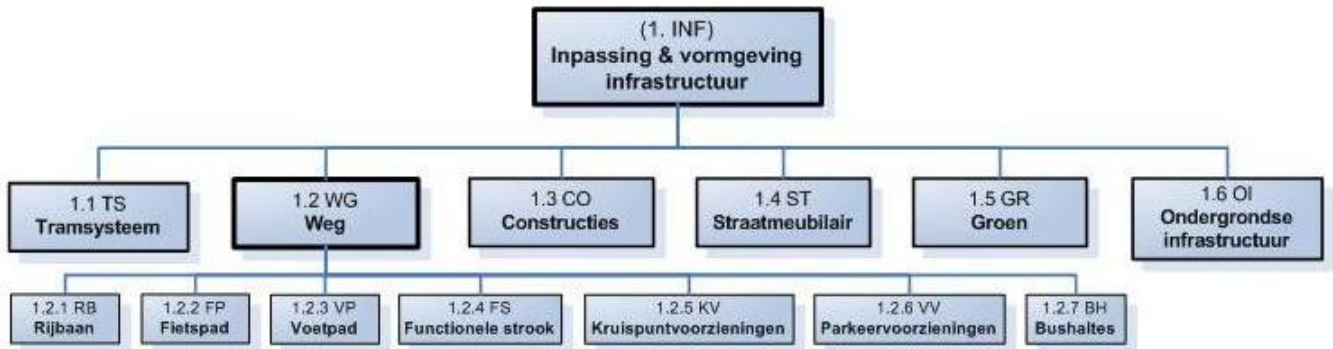 (1. INF)
Inpassing & vormgeving
infrastructuur
1.1 TS
Tramsysteem
1.2 WG
Weg
1.3 CO
Constructies
1.4 ST
Straatmeubilair
1.5 GR
Groen
1.6 OI
Ondergrondse
infrastructuur
1.2.1 RB
Rijbaan
1.2.2 FP
Fietspad
1.2.3 VP
Voetpad
1.2.4 FS
Functionele strook
1.2.5 KV
Kruispuntvoorzieningen
1.2.6 VV
Parkeervoorzieningen
1.2.7 BH
Bushaltes